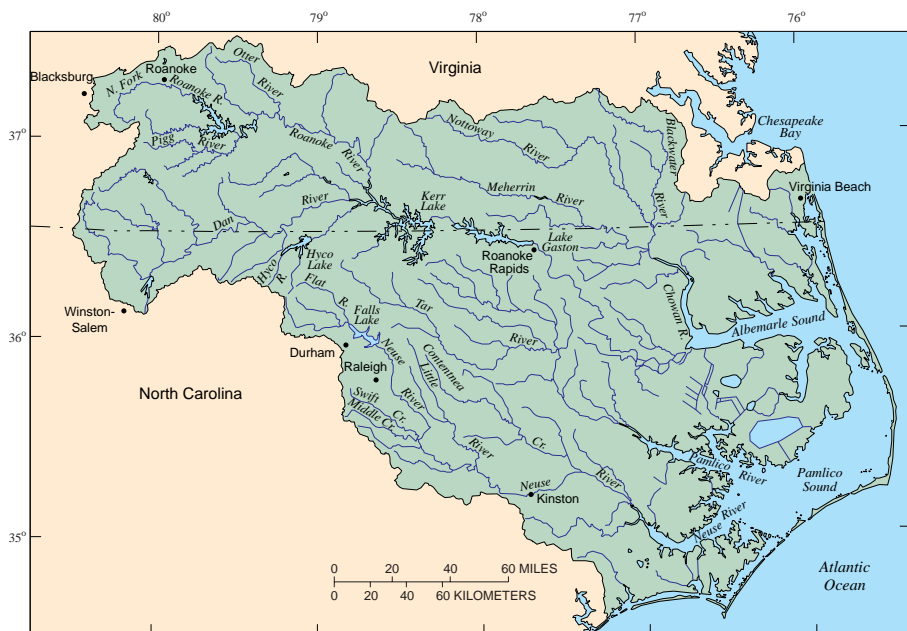 80° 79° 78° 77° 76°
Virginia
Blacksburg
Roanoke
N. Fork
Roanoke R.
Otter
River
Chesapeake
Bay
37°
Pigg
River
Roanoke
River
Nottoway
River
Blackwater
River
Virginia Beach
Meherrin
River
Dan
River
Kerr
Lake
Lake
Gaston
Roanoke
Rapids
Hyco
R.
Hyco
Lake
Flat
R.
Falls
Lake
Tar
River
Chowan R.
Albemarle Sound
Winston-
Salem
36°
Durham
Raleigh
Neuse
River
Contentnea
Cr.
Little
River
North Carolina
Swift
Cr.
Middle Cr.
Pamlico
River
Pamlico
Sound
Neuse
River
Kinston
Neuse River
35°
Atlantic
Ocean
0 20 40 60 MILES
0 20 40 60 KILOMETERS